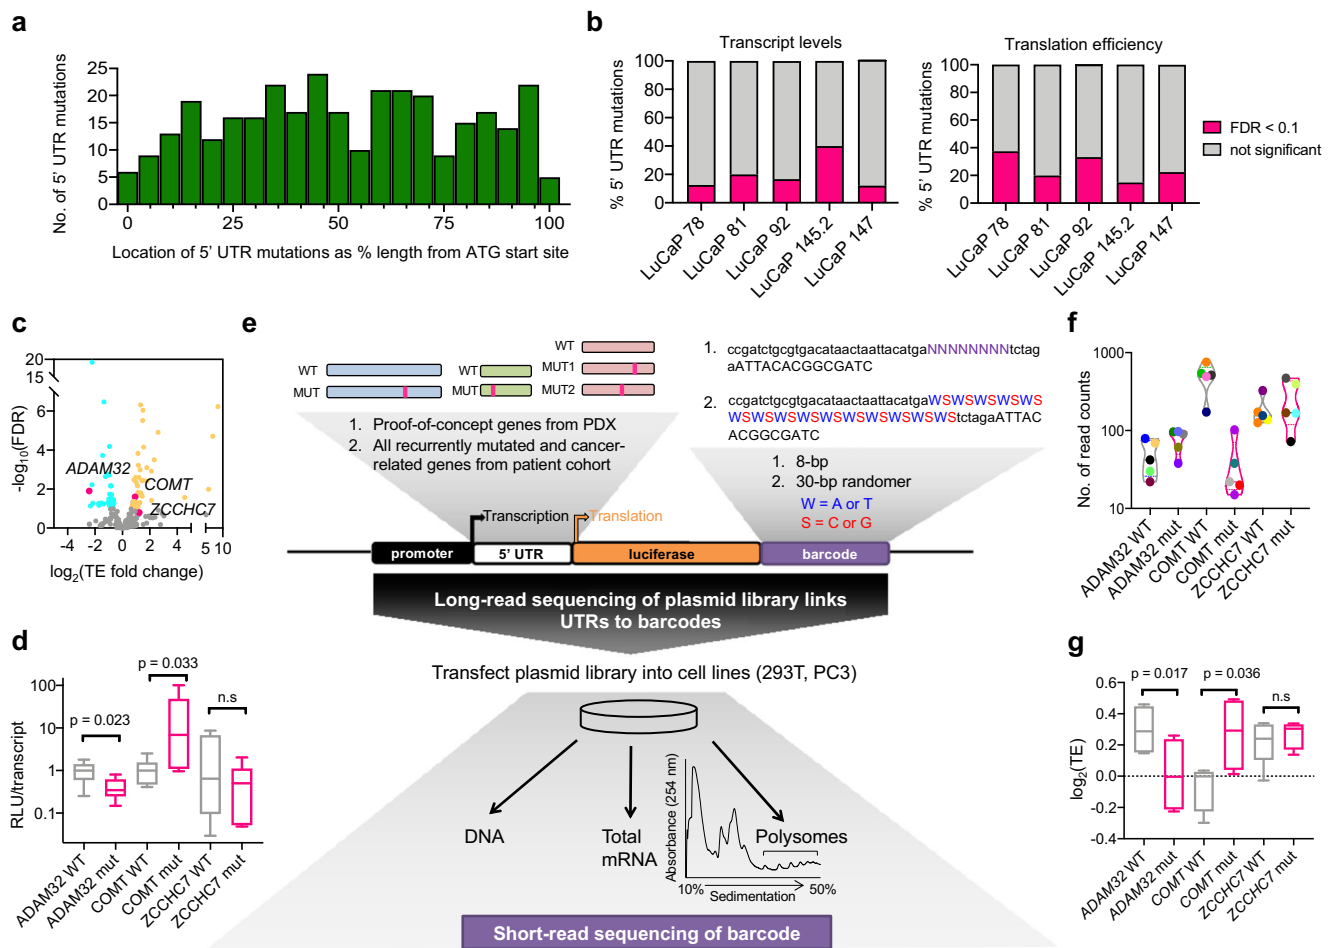 a
25
20
15
10
5
0
No. of 5' UTR mutations
0 25 50 75 100
Location of 5' UTR mutations as % length from ATG start site
b
Transcript levels
100
80
60
40
20
0
% 5' UTR mutations
LuCaP 78
LuCaP 81
LuCaP 92
LuCaP 145.2
LuCaP 147
Translation efficiency
100
80
60
40
20
0
% 5' UTR mutations
LuCaP 78
LuCaP 81
LuCaP 92
LuCaP 145.2
LuCaP 147
FDR < 0.1
not significant
c
20
15
6
4
2
0
-log10(FDR)
ADAM32
COMT
ZCCHC7
-4 -2 0 2 4 5 10
log2(TE fold change)
d
p = 0.033
p = 0.023
n.s
100
10
1
0.1
RLU/transcript
ADAM32 WT
ADAM32 mut
COMT WT
COMT mut
ZCCHC7 WT
ZCCHC7 mut
e
WT
MUT
WT
MUT
WT
MUT1
MUT2
1. Proof-of-concept genes from PDX
2. All recurrently mutated and cancer-
related genes from patient cohort
1. ccgatctgcgtgacataactaattacatgaNNNNNNNNtctag
aATTACACGGCGATC
2. ccgatctgcgtgacataactaattacatgaWSWSWSWSWS
WSWSWSWSWSWSWSWSWSWStctagaATTAC
ACGGCGATC
1. 8-bp
2. 30-bp randomer
W = A or T
S = C or G
Transcription
Translation
promoter
5' UTR
luciferase
barcode
Long-read sequencing of plasmid library links
UTRs to barcodes
Transfect plasmid library into cell lines (293T, PC3)
DNA
Total
mRNA
Polysomes
Absorbance (254 nm)
10% 50%
Sedimentation
Short-read sequencing of barcode
f
1000
100
10
No. of read counts
ADAM32 WT
ADAM32 mut
COMT WT
COMT mut
ZCCHC7 WT
ZCCHC7 mut
g
p = 0.017
p = 0.036
n.s
0.6
0.4
0.2
0.0
-0.2
-0.4
log2(TE)
ADAM32 WT
ADAM32 mut
COMT WT
COMT mut
ZCCHC7 WT
ZCCHC7 mut